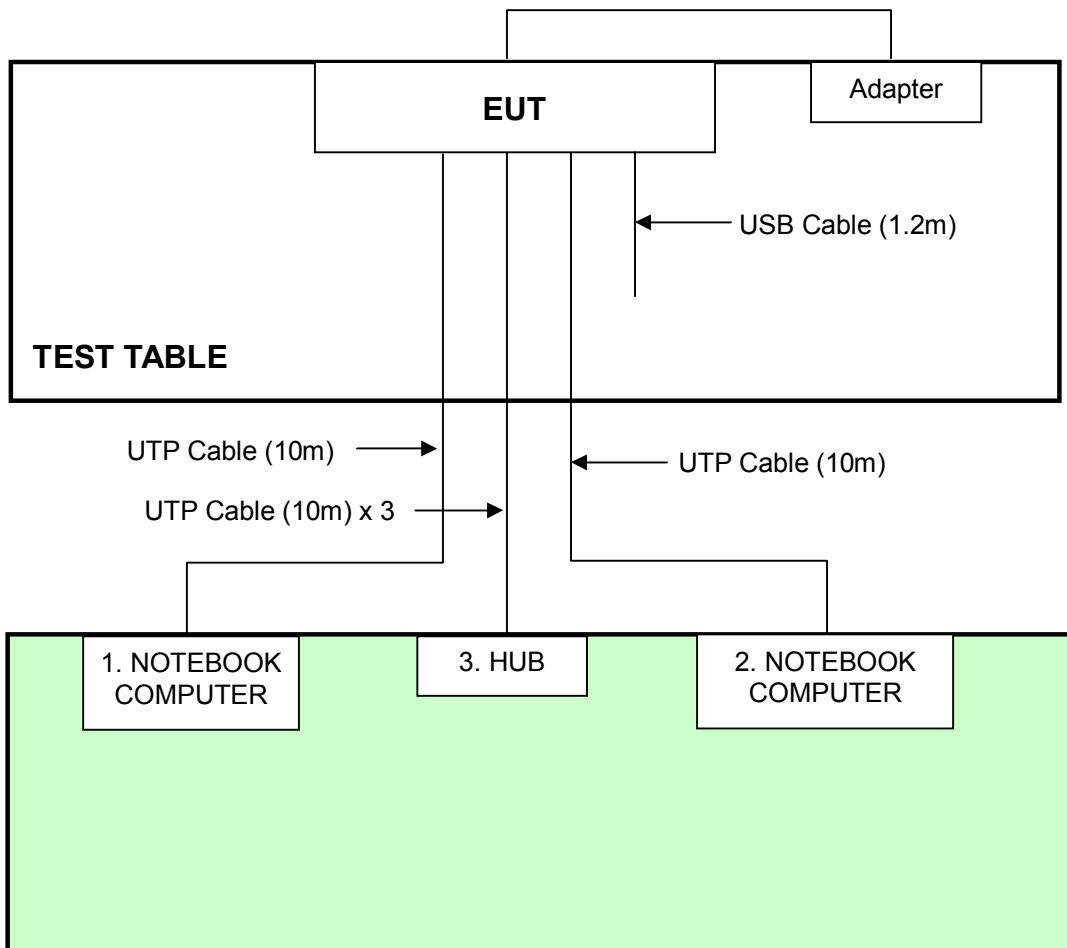 EUT
Adapter
USB Cable (1.2m)
TEST TABLE
UTP Cable (10m)
UTP Cable (10m)
UTP Cable (10m) x 3
1. NOTEBOOK
COMPUTER
3. HUB
2. NOTEBOOK
COMPUTER